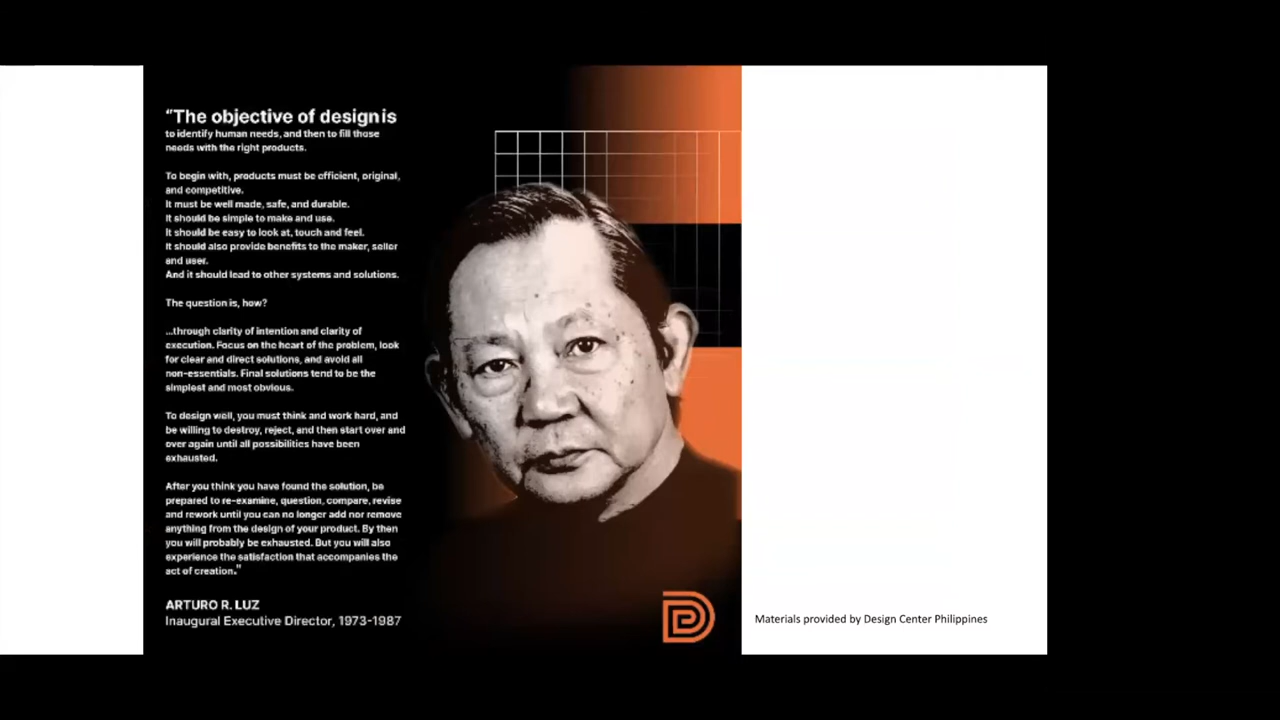 “The objective of design is
to identify human needs, and then to fill those
needs with the right products.
To begin with, products must be efficient, original,
and competitive.
It must be well made, safe, and durable.
It should be simple to make and use.
It should be easy to look at, touch and feel.
It should also provide benefits to the maker, seller
and user.
And it should lead to other systems and solutions.
The question is, how?
...through clarity of intention and clarity of
execution. Focus on the heart of the problem, look
for clear and direct solutions, and avoid all
non-essentials. Final solutions tend to be the
simplest and most obvious.
To design well, you must think and work hard, and
be willing to destroy, reject, and then start over and
over again until all possibilities have been
exhausted.
After you think you have found the solution, be
prepared to re-examine, question, compare, revise
and rework until you can no longer add nor remove
anything from the design of your product. By then
you will probably be exhausted. But you will also
experience the satisfaction that accompanies the
act of creation.”
ARTURO R. LUZ
Inaugural Executive Director, 1973-1987
Materials provided by Design Center Philippines